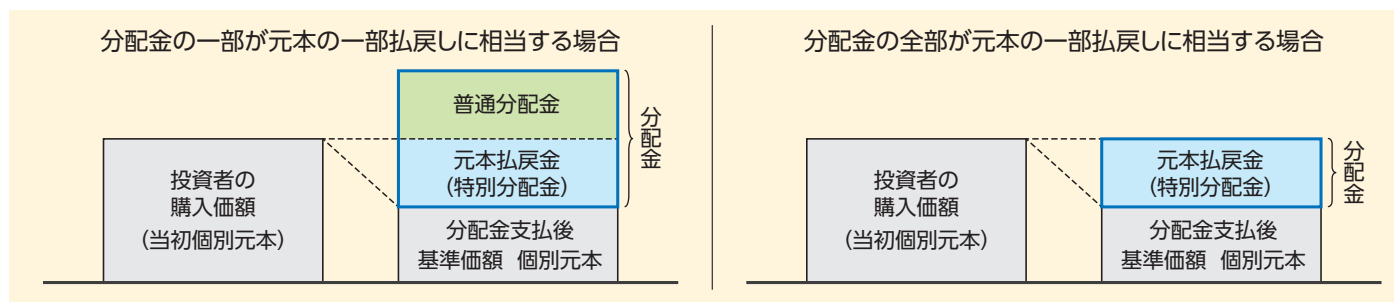 分配金の一部が元本の一部払戻しに相当する場合
普通分配金
元本払戻金
(特別分配金)
分配金
投資者の
購入価額
(当初個別元本)
分配金支払後
基準価額 個別元本
分配金の全部が元本の一部払戻しに相当する場合
元本払戻金
(特別分配金)
分配金
投資者の
購入価額
(当初個別元本)
分配金支払後
基準価額 個別元本